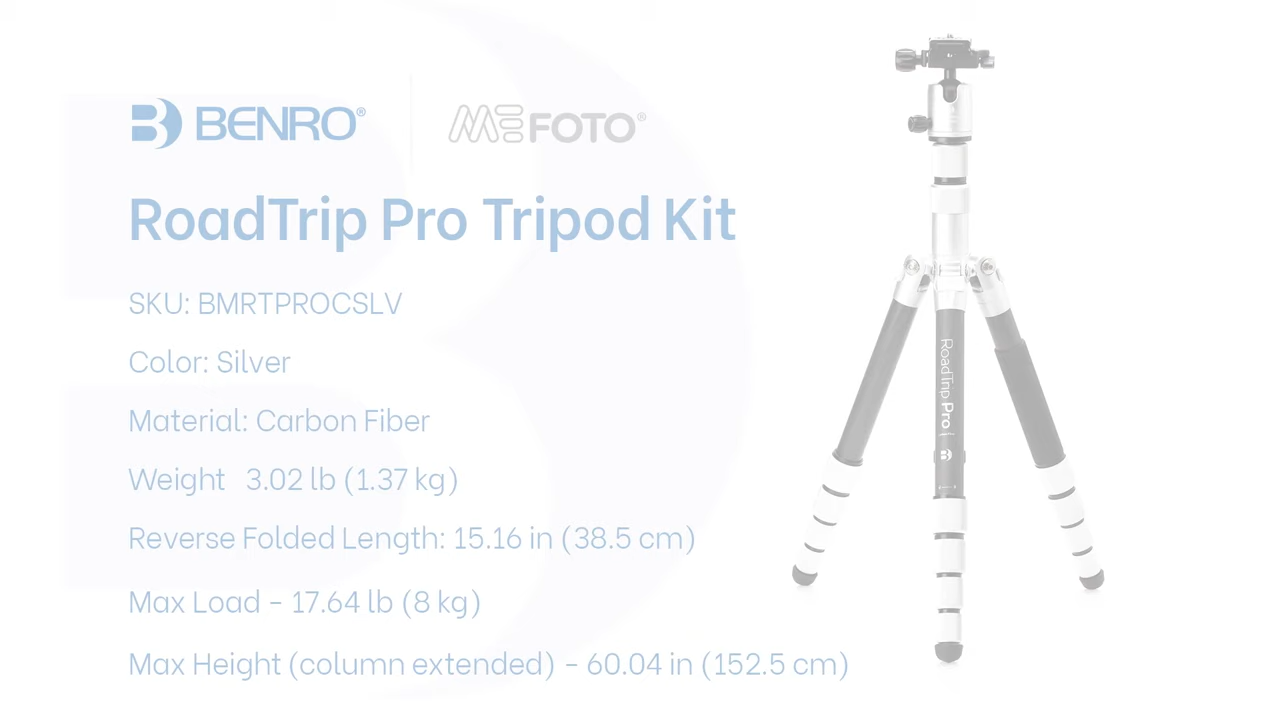 BENRO® MEFOTO®
RoadTrip Pro Tripod Kit
SKU: BMRTPROCSLV
Color: Silver
Material: Carbon Fiber
Weight 3.02 lb (1.37 kg)
Reverse Folded Length: 15.16 in (38.5 cm)
Max Load - 17.64 lb (8 kg)
Max Height (column extended) - 60.04 in (152.5 cm)
RoadTrip Pro